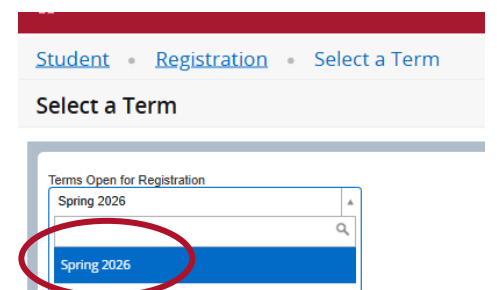 Student • Registration • Select a Term
Select a Term
Terms Open for Registration
Spring 2026
Spring 2026